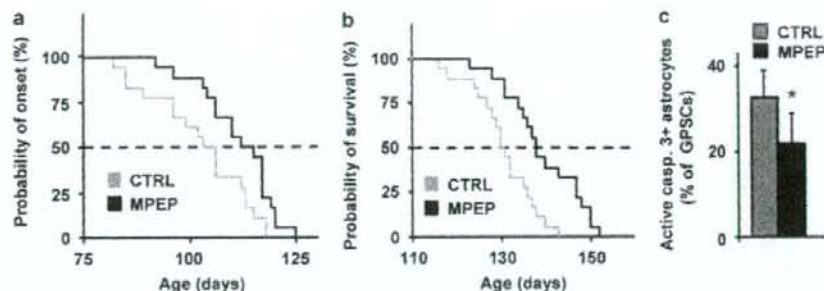 a
Probability of onset (%)
100
75
50
25
0
CTRL
MPEP
75
100
125
Age (days)
b
Probability of survival (%)
100
75
50
25
0
CTRL
MPEP
110
130
150
Age (days)
c
CTRL
MPEP
Active casp. 3+ astrocytes
(% of GPSCs)
40
20
0
*